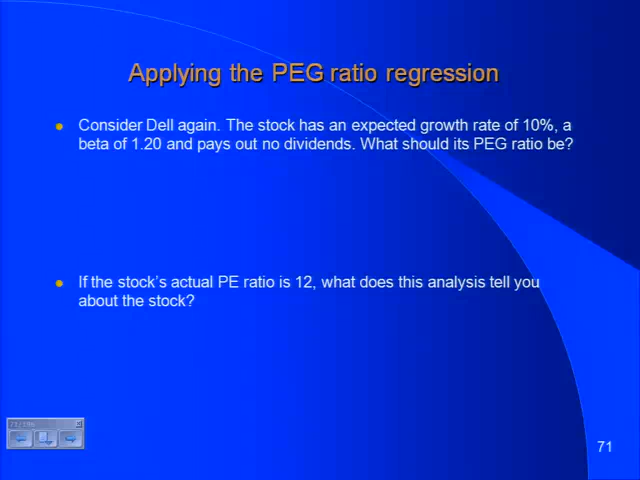 Applying the PEG ratio regression
Consider Dell again. The stock has an expected growth rate of 10%, a
beta of 1.20 and pays out no dividends. What should its PEG ratio be?
If the stock's actual PE ratio is 12, what does this analysis tell you
about the stock?
71